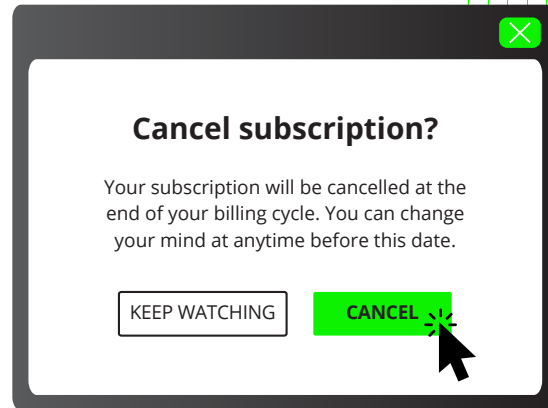 Cancel subscription?
Your subscription will be cancelled at the
end of your billing cycle. You can change
your mind at anytime before this date.
KEEP WATCHING
CANCEL